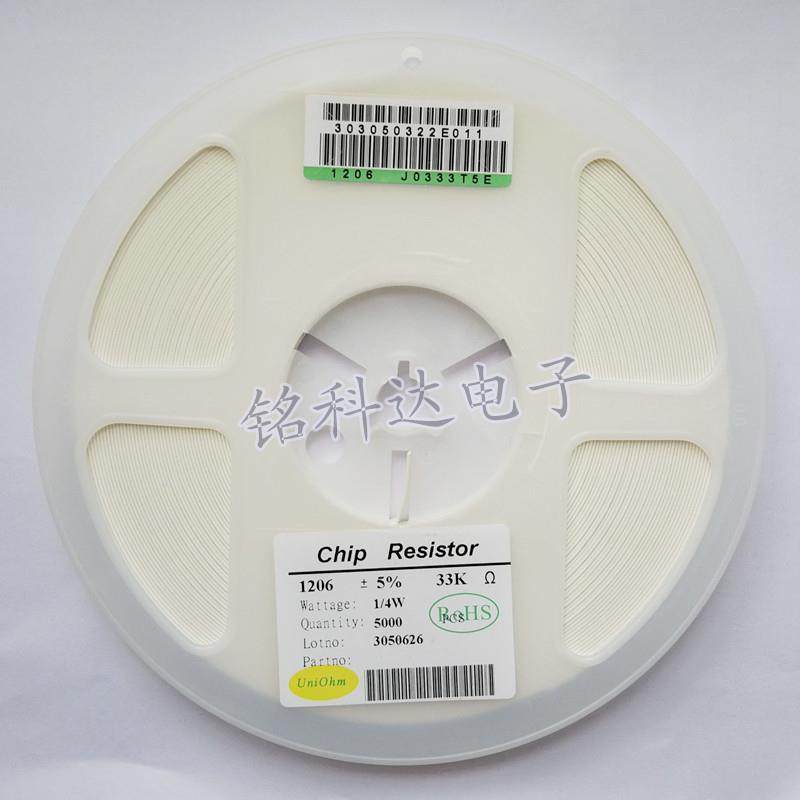 303050322E011
1206 J0333T5E
铭科达电子
Chip Resistor
1206 ± 5% 33K Ω
Wattage: 1/4W
Quantity: 5000 PCS
RoHS
Lotno: 3050626
Partno:
UniOhm